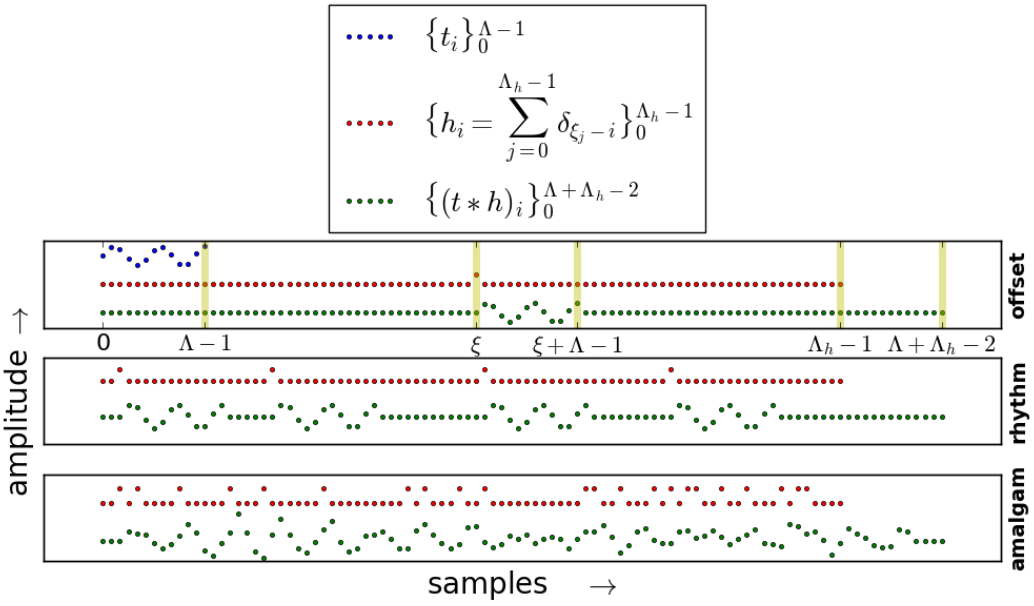 {t_i}_0^{Λ−1}
{h_i = ∑_{j=0}^{Λ_h−1} δ_{ξ_j−i}}_0^{Λ_h−1}
{(t∗h)_i}_0^{Λ+Λ_h−2}
offset
0 Λ−1 ξ ξ+Λ−1 Λ_h−1 Λ+Λ_h−2
amplitude →
rhythm
amalgam
samples →